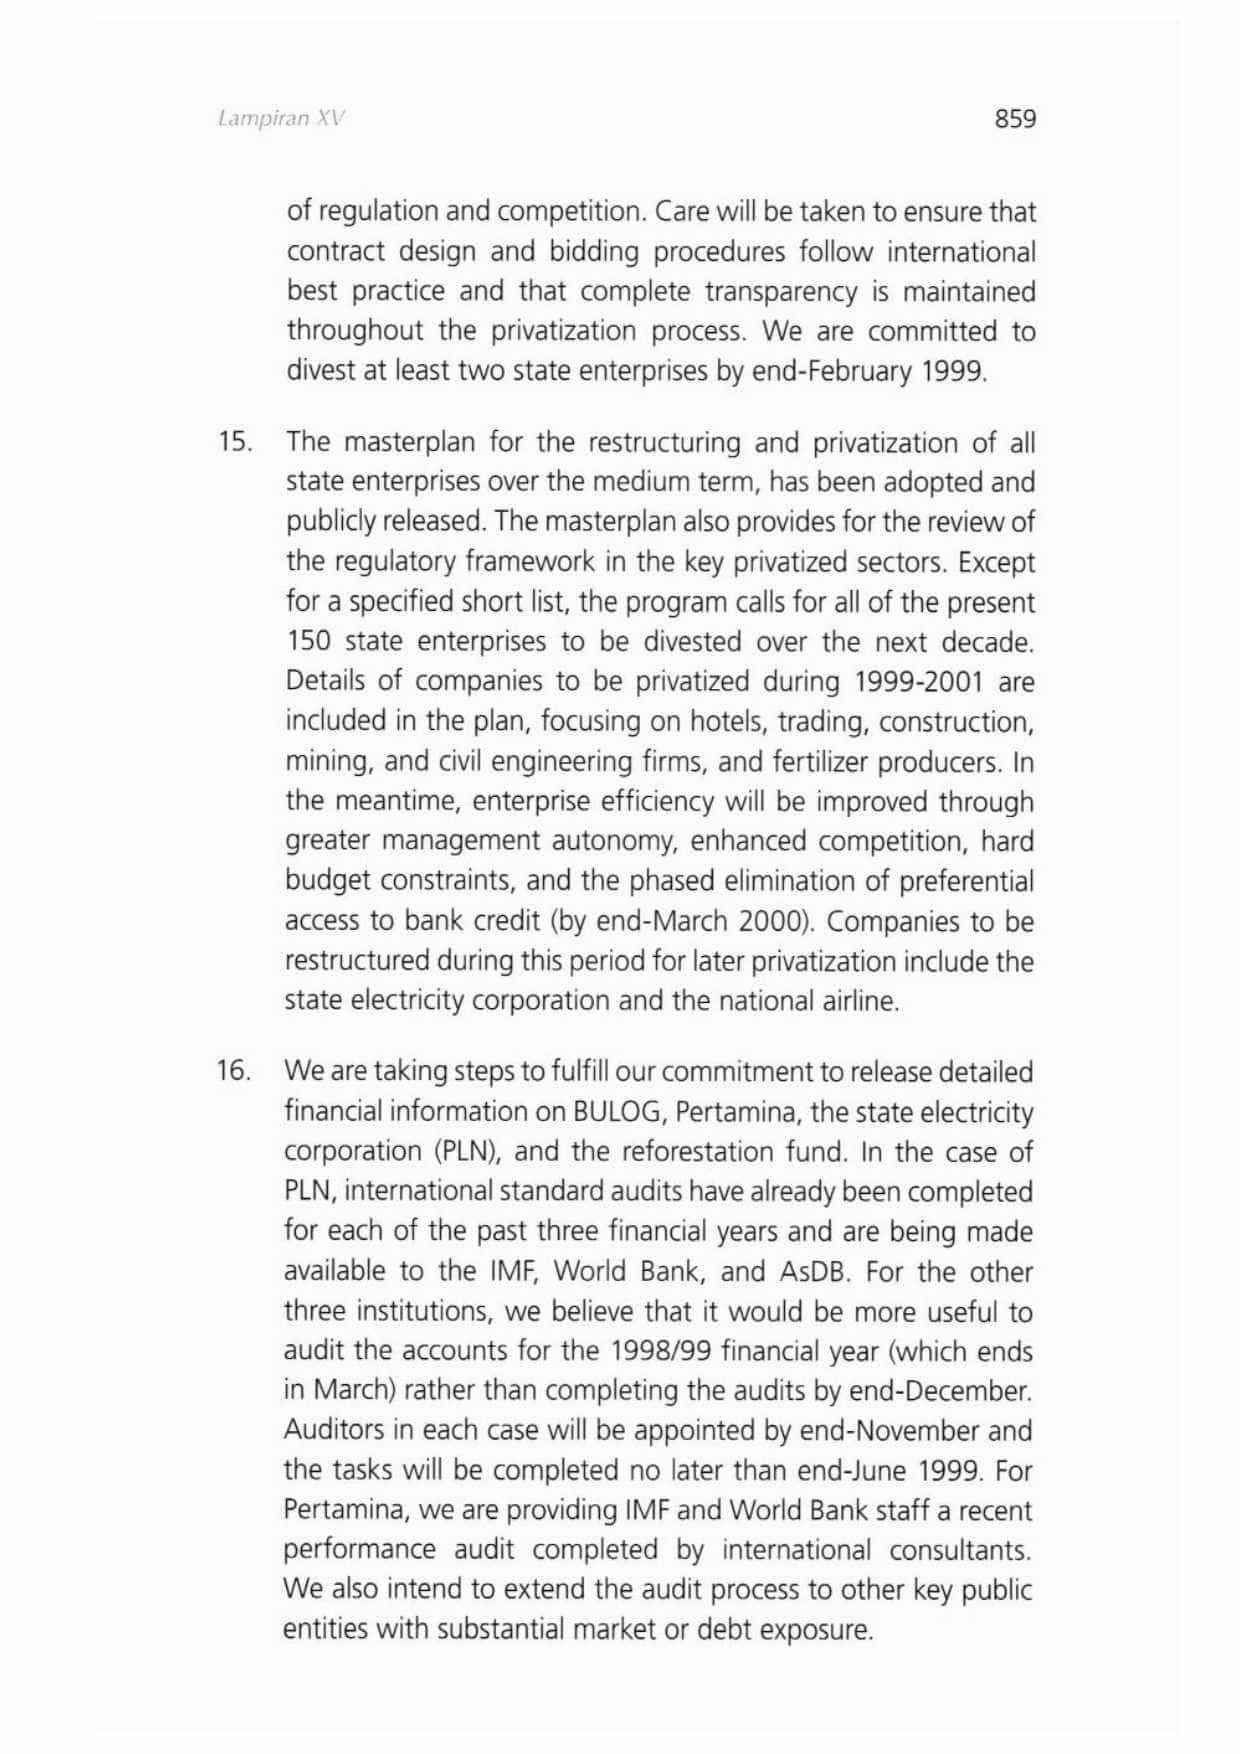 Lampiran XV
859
of regulation and competition. Care will be taken to ensure that
contract design and bidding procedures follow international
best practice and that complete transparency is maintained
throughout the privatization process. We are committed to
divest at least two state enterprises by end-February 1999.
15. The masterplan for the restructuring and privatization of all
state enterprises over the medium term, has been adopted and
publicly released. The masterplan also provides for the review of
the regulatory framework in the key privatized sectors. Except
for a specified short list, the program calls for all of the present
150 state enterprises to be divested over the next decade.
Details of companies to be privatized during 1999-2001 are
included in the plan, focusing on hotels, trading, construction,
mining, and civil engineering firms, and fertilizer producers. In
the meantime, enterprise efficiency will be improved through
greater management autonomy, enhanced competition, hard
budget constraints, and the phased elimination of preferential
access to bank credit (by end-March 2000). Companies to be
restructured during this period for later privatization include the
state electricity corporation and the national airline.
16. We are taking steps to fulfill our commitment to release detailed
financial information on BULOG, Pertamina, the state electricity
corporation (PLN), and the reforestation fund. In the case of
PLN, international standard audits have already been completed
for each of the past three financial years and are being made
available to the IMF, World Bank, and AsDB. For the other
three institutions, we believe that it would be more useful to
audit the accounts for the 1998/99 financial year (which ends
in March) rather than completing the audits by end-December.
Auditors in each case will be appointed by end-November and
the tasks will be completed no later than end-June 1999. For
Pertamina, we are providing IMF and World Bank staff a recent
performance audit completed by international consultants.
We also intend to extend the audit process to other key public
entities with substantial market or debt exposure.